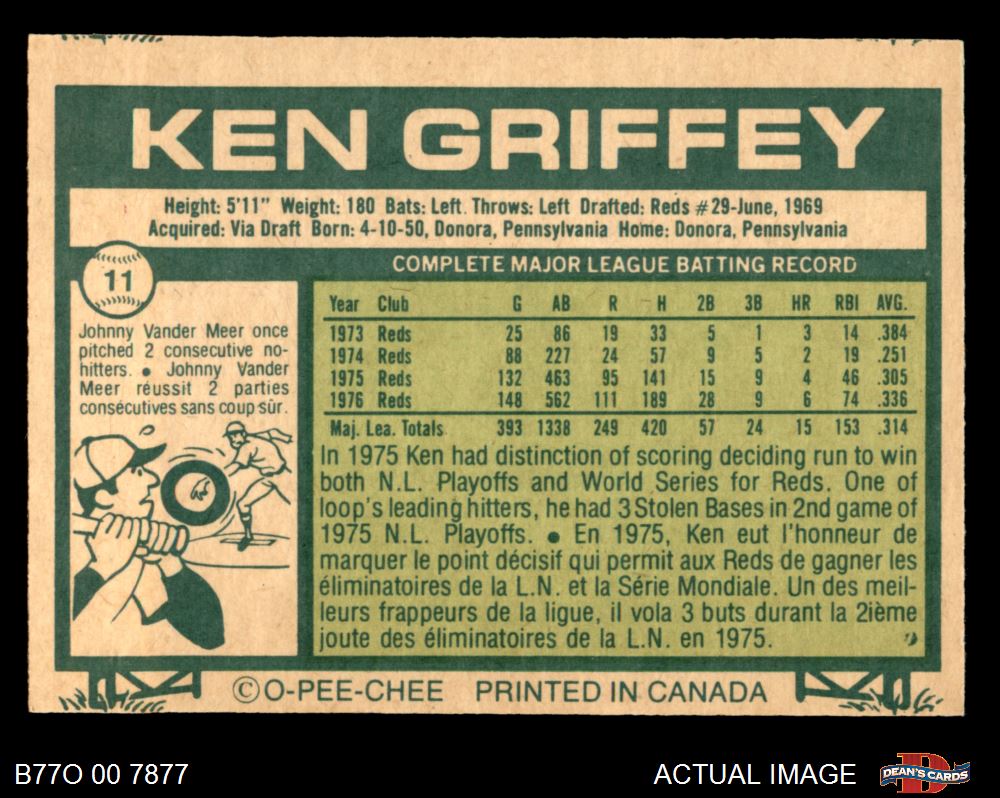 KEN GRIFFEY
Height: 5'11" Weight: 180 Bats: Left Throws: Left Drafted: Reds #29-June, 1969
Acquired: Via Draft Born: 4-10-50, Donora, Pennsylvania Home: Donora, Pennsylvania
11
Johnny Vander Meer once
pitched 2 consecutive no-
hitters. ● Johnny Vander
Meer réussit 2 parties
consécutives sans coup sûr.
COMPLETE MAJOR LEAGUE BATTING RECORD
Year Club G AB R H 2B 3B HR RBI AVG.
1973 Reds 25 86 19 33 5 1 3 14 .384
1974 Reds 88 227 24 57 9 5 2 19 .251
1975 Reds 132 463 95 141 15 9 4 46 .305
1976 Reds 148 562 111 189 28 9 6 74 .336
Maj. Lea. Totals 393 1338 249 420 57 24 15 153 .314
In 1975 Ken had distinction of scoring deciding run to win
both N.L. Playoffs and World Series for Reds. One of
loop's leading hitters, he had 3 Stolen Bases in 2nd game of
1975 N.L. Playoffs. ● En 1975, Ken eut l'honneur de
marquer le point décisif qui permit aux Reds de gagner les
éliminatoires de la L.N. et la Série Mondiale. Un des meil-
leurs frappeurs de la ligue, il vola 3 buts durant la 2ième
joute des éliminatoires de la L.N. en 1975.
©O-PEE-CHEE PRINTED IN CANADA
B77O 00 7877
ACTUAL IMAGE
D
DEAN'S CARDS